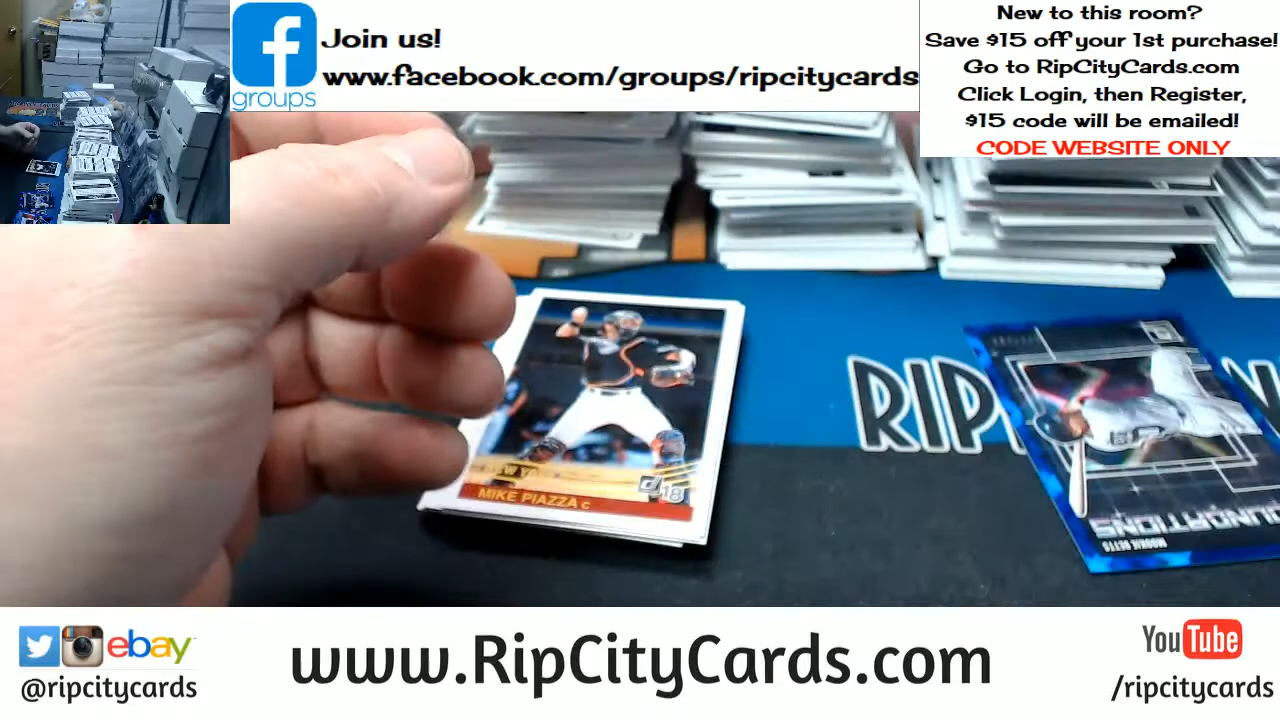 Join us!
www.facebook.com/groups/ripcitycards
groups
New to this room?
Save $15 off your 1st purchase!
Go to RipCityCards.com
Click Login, then Register,
$15 code will be emailed!
CODE WEBSITE ONLY
RIP
MIKE PIAZZA c
18
MOOKIE BETTS
ebay
@ripcitycards
www.RipCityCards.com
YouTube
/ripcitycards